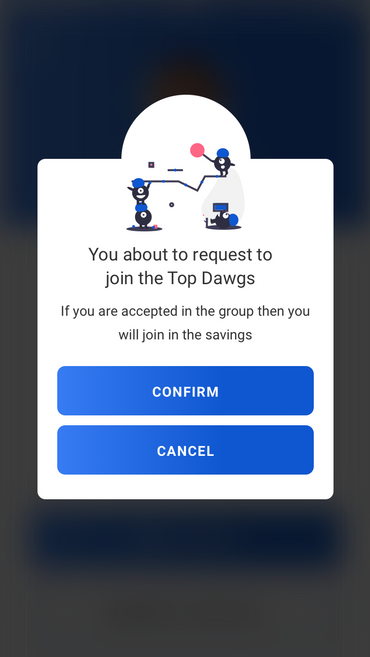 You about to request to
join the Top Dawgs
If you are accepted in the group then you
will join in the savings
CONFIRM
CANCEL